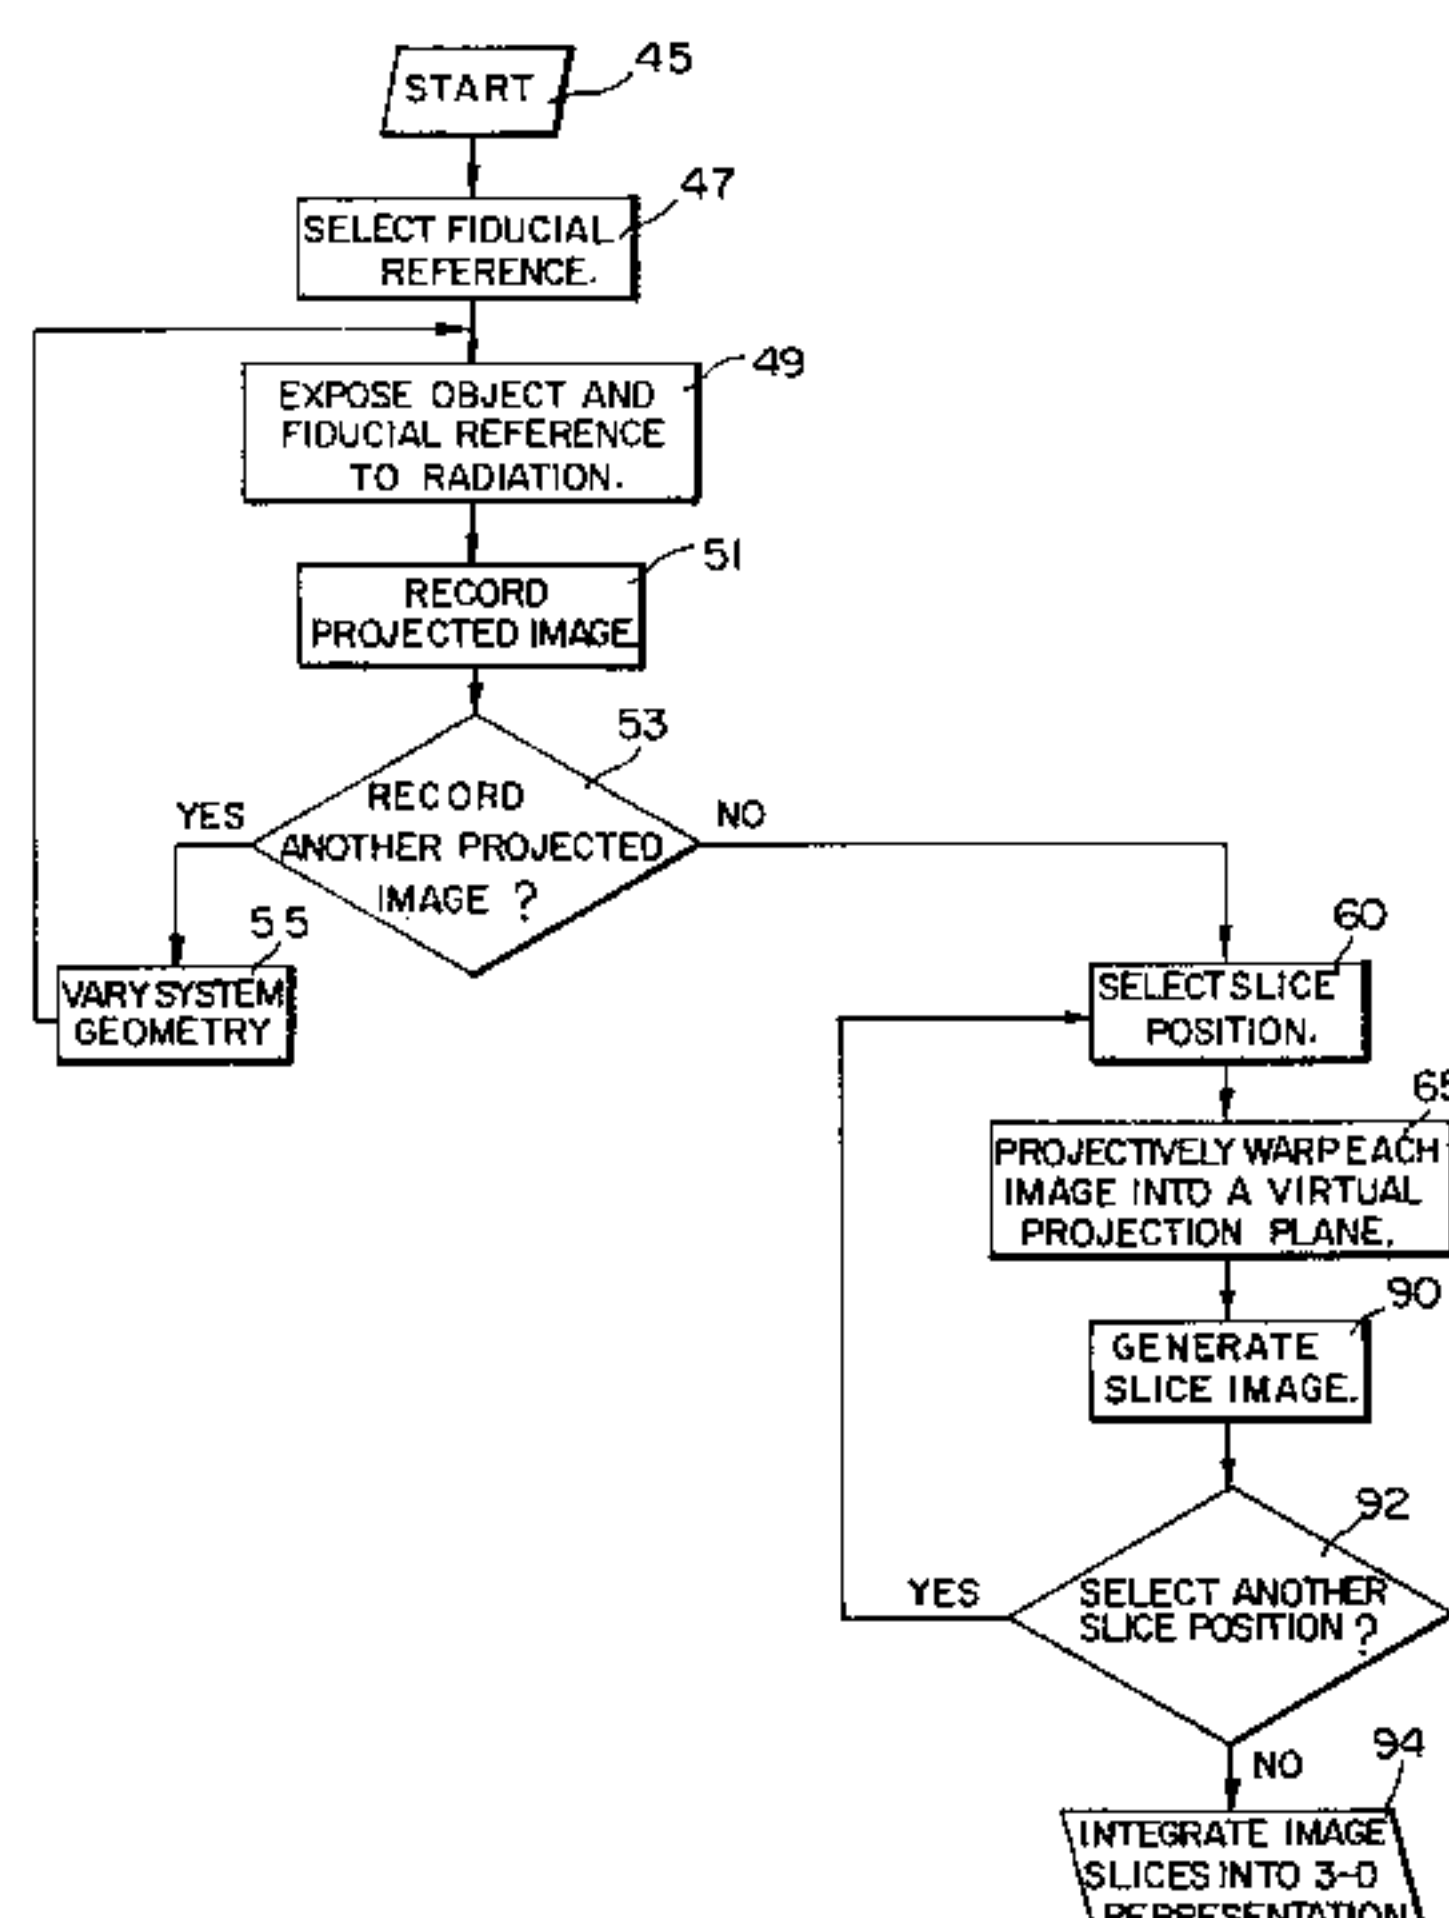 START
45
SELECT FIDUCIAL
REFERENCE.
47
EXPOSE OBJECT AND
FIDUCIAL REFERENCE
TO RADIATION.
49
RECORD
PROJECTED IMAGE
51
RECORD
ANOTHER PROJECTED
IMAGE ?
53
YES
NO
VARY SYSTEM
GEOMETRY
55
SELECT SLICE
POSITION.
60
PROJECTIVELY WARP EACH
IMAGE INTO A VIRTUAL
PROJECTION PLANE.
65
GENERATE
SLICE IMAGE.
90
SELECT ANOTHER
SLICE POSITION ?
92
YES
NO
INTEGRATE IMAGE
SLICES INTO 3-D
REPRESENTATION
94